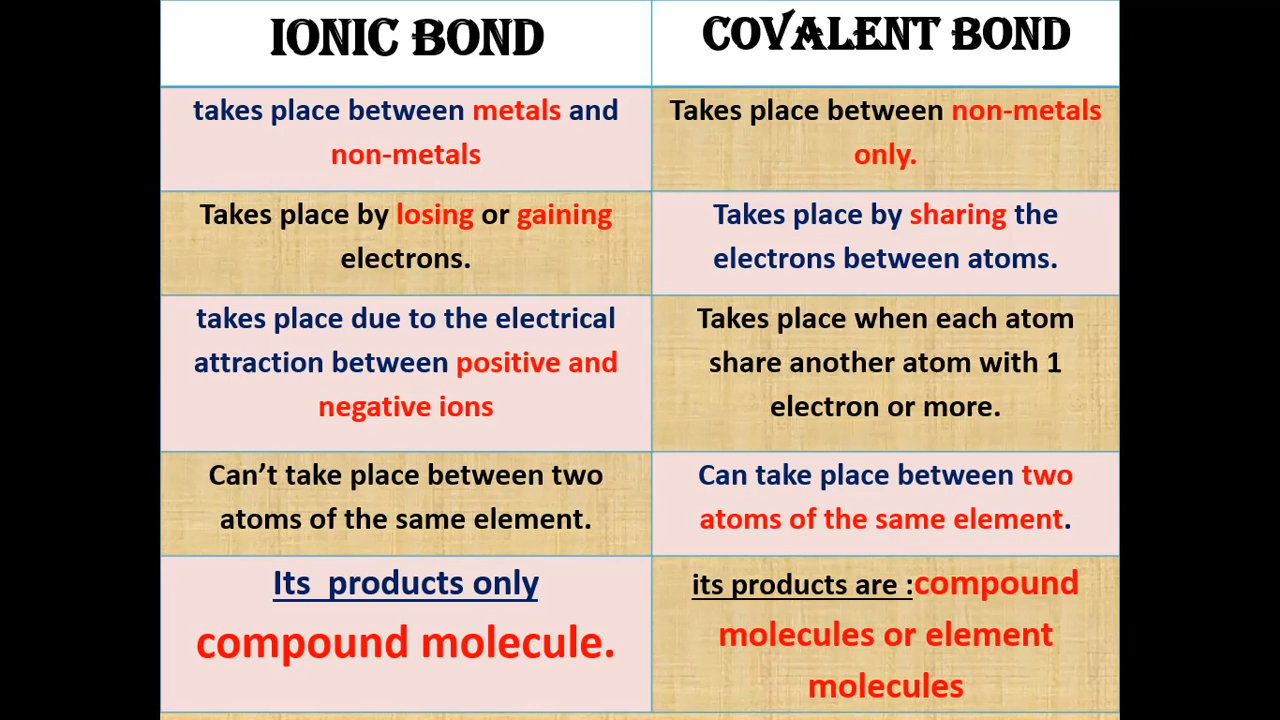 IONIC BOND
COVALENT BOND
takes place between metals and
non-metals
Takes place between non-metals
only.
Takes place by losing or gaining
electrons.
Takes place by sharing the
electrons between atoms.
takes place due to the electrical
attraction between positive and
negative ions
Takes place when each atom
share another atom with 1
electron or more.
Can’t take place between two
atoms of the same element.
Can take place between two
atoms of the same element.
Its products only
compound molecule.
its products are :compound
molecules or element
molecules